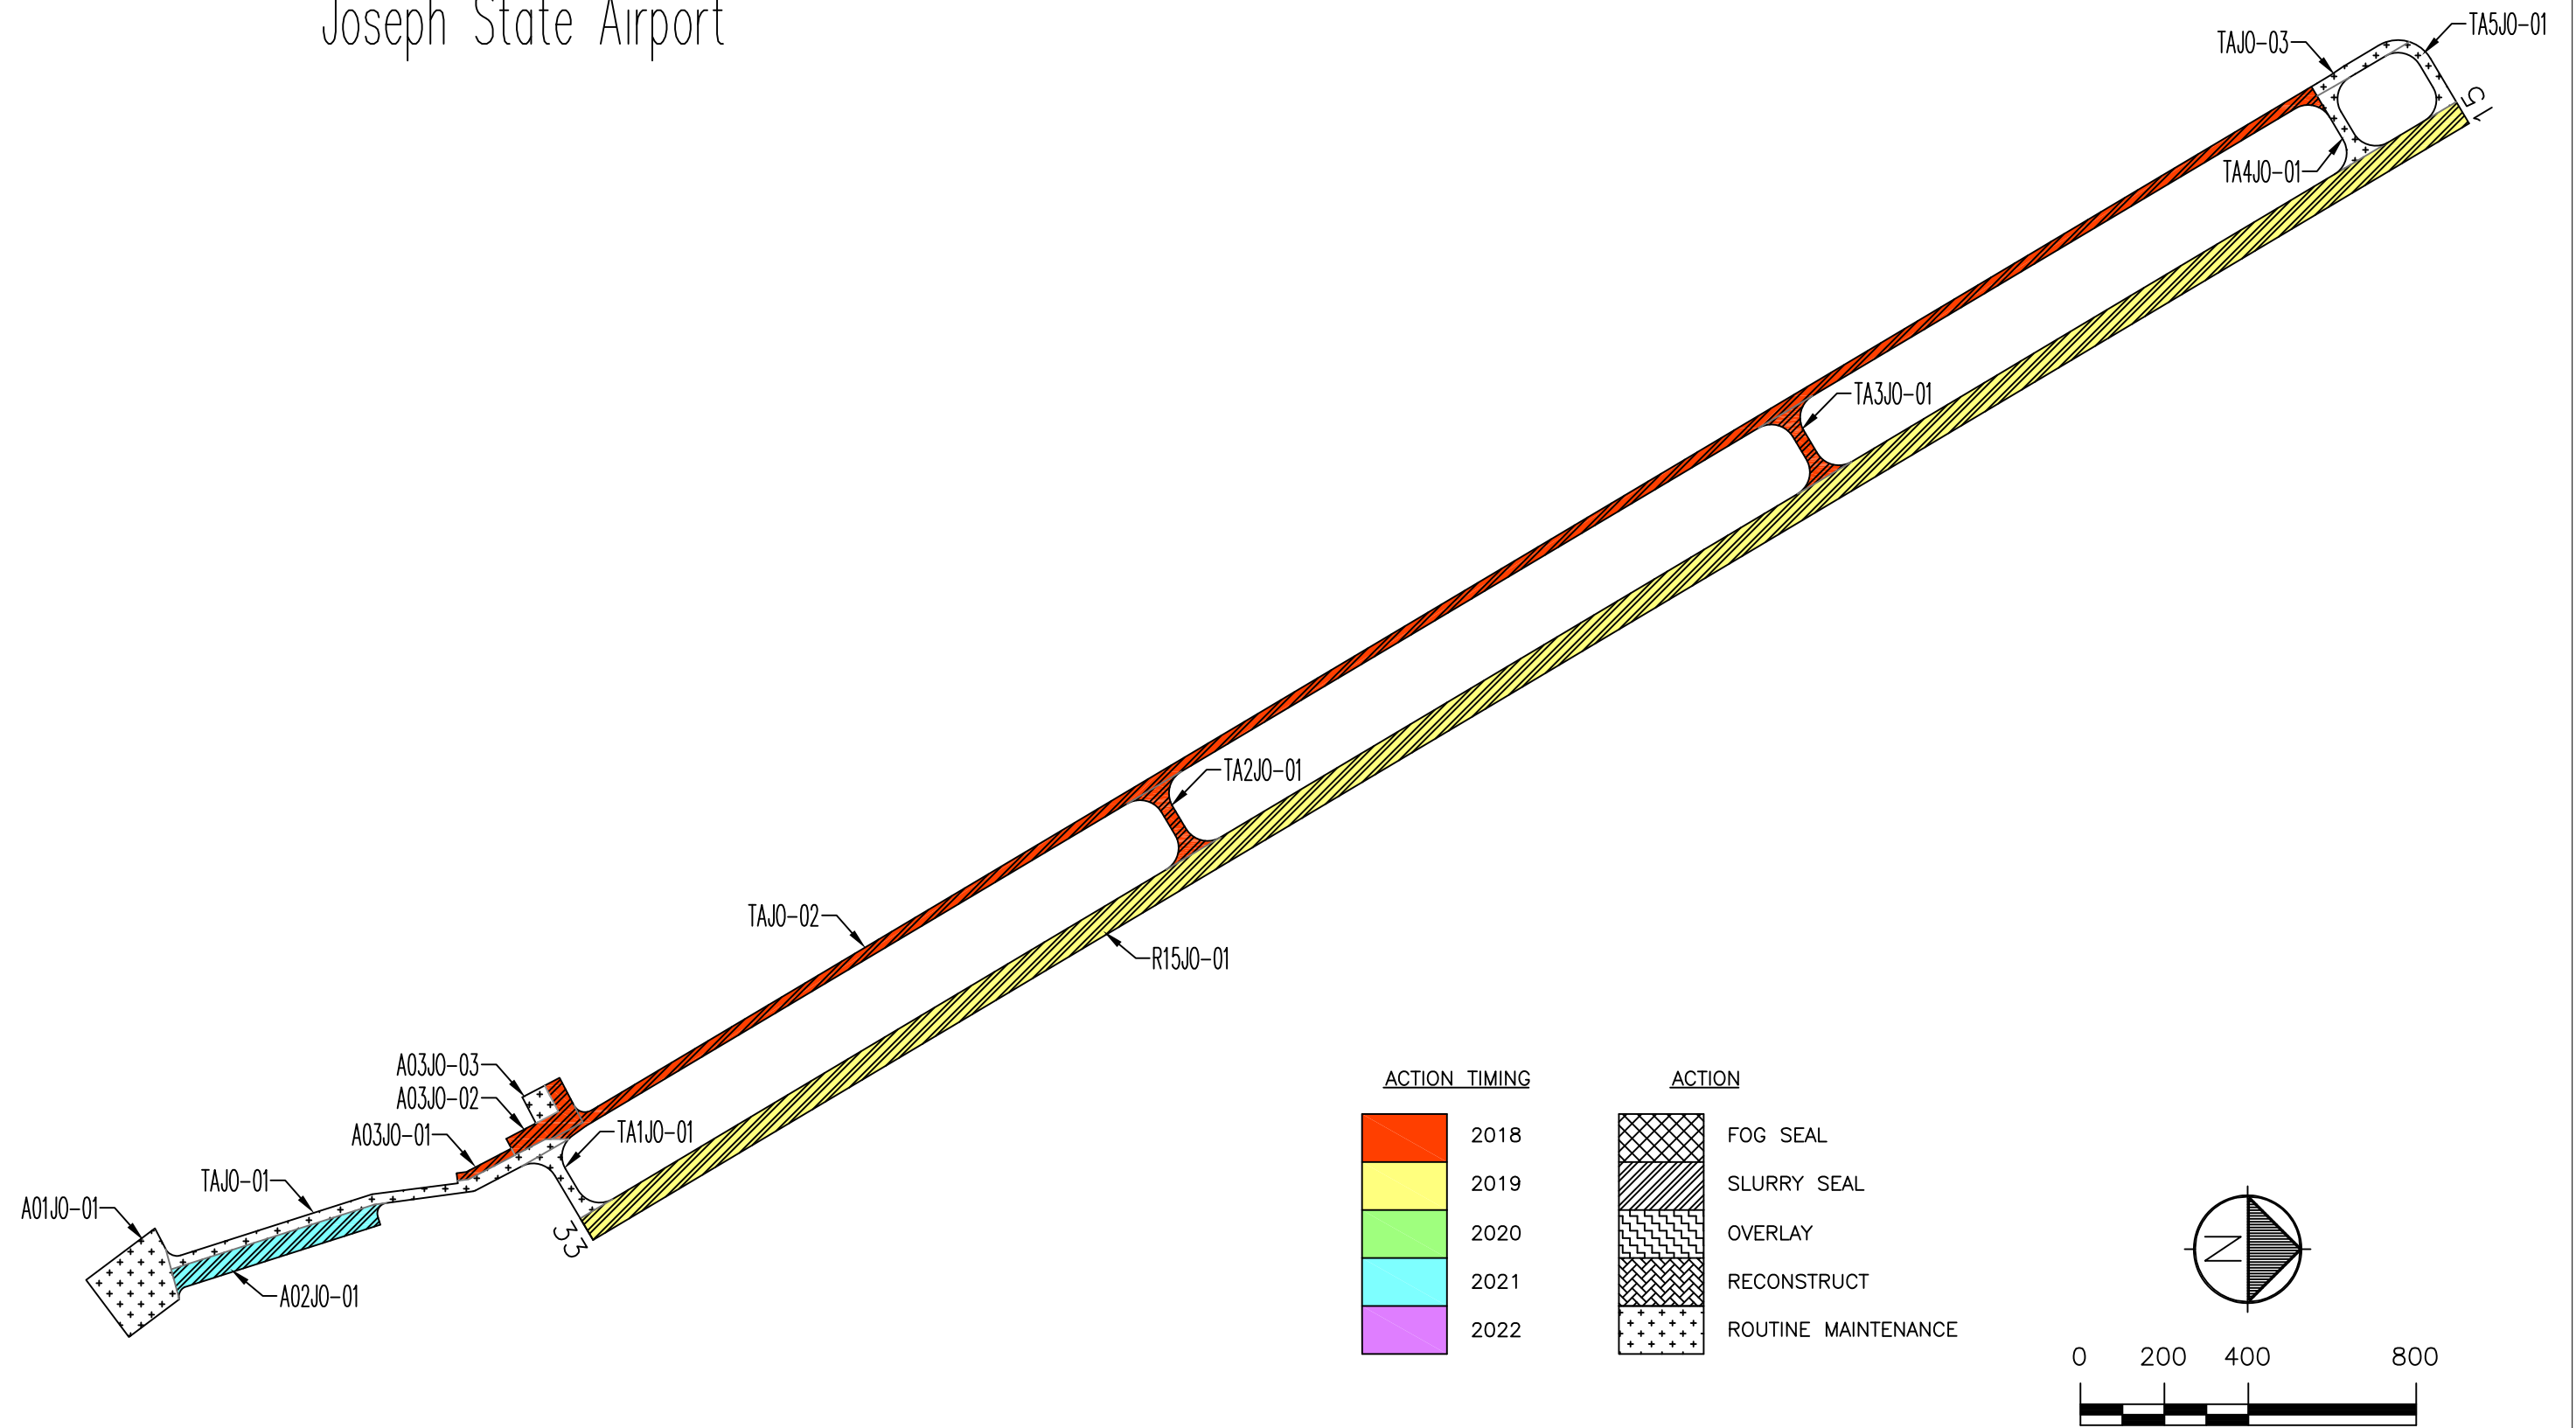 Joseph State Airport
TA5JO-01
TAJO-03
15
TA4JO-01
TA3JO-01
TA2JO-01
TAJO-02
R15JO-01
A03JO-03
A03JO-02
A03JO-01
TA1JO-01
TAJO-01
A01JO-01
33
A02JO-01
ACTION TIMING
2018
2019
2020
2021
2022
ACTION
FOG SEAL
SLURRY SEAL
OVERLAY
RECONSTRUCT
ROUTINE MAINTENANCE
N
0 200 400 800